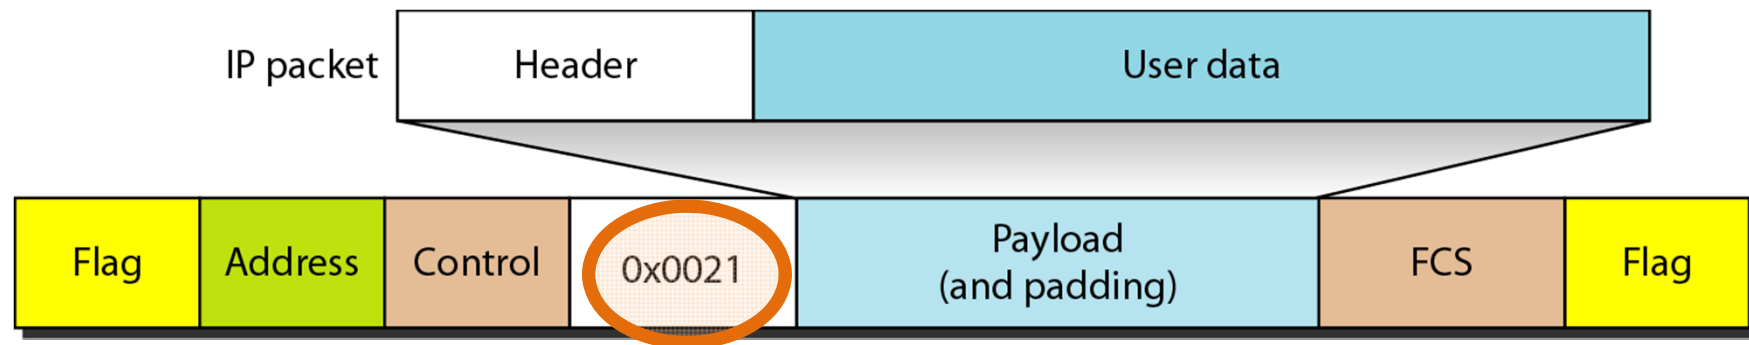 IP packet
Header
User data
Flag
Address
Control
0x0021
Payload
(and padding)
FCS
Flag